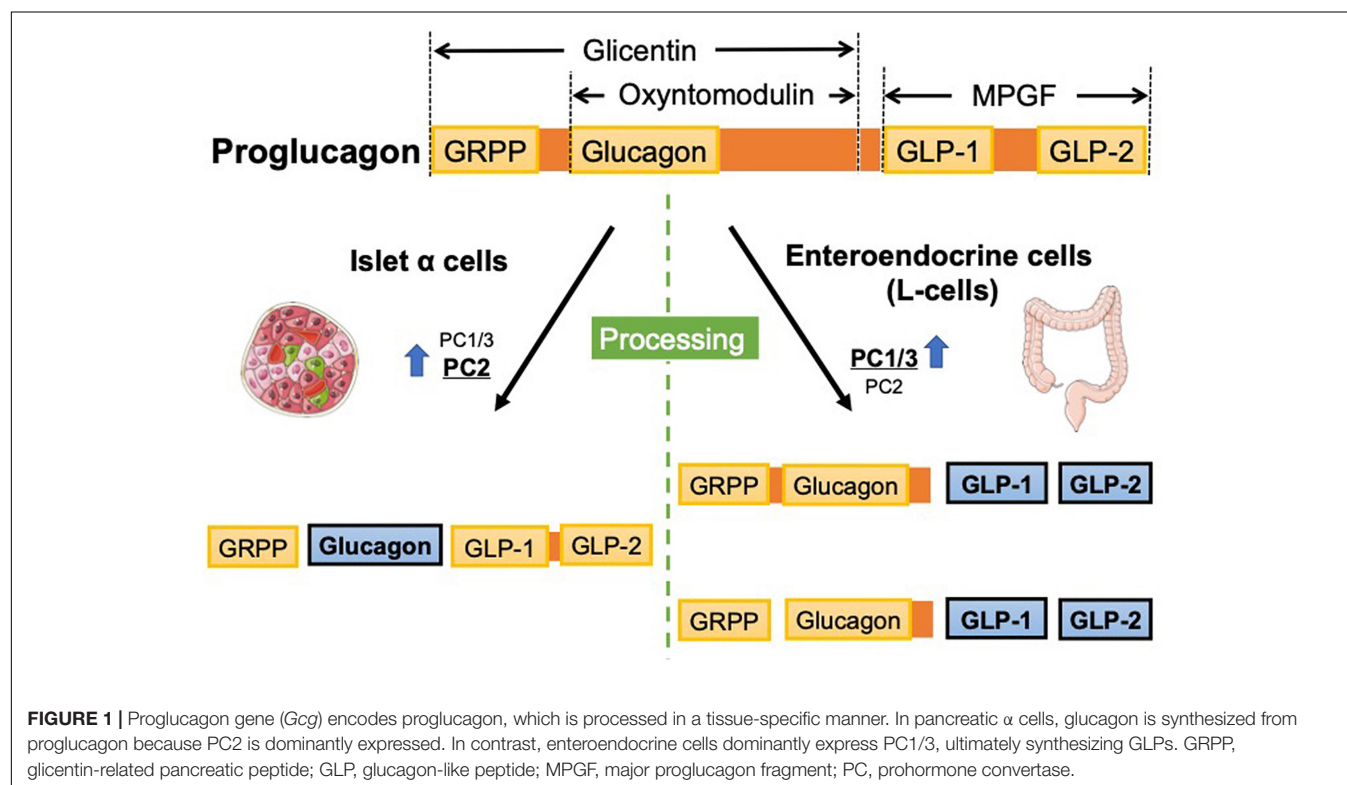 Glicentin
Oxyntomodulin
MPGF
Proglucagon
GRPP
Glucagon
GLP-1
GLP-2
Islet α cells
Enteroendocrine cells
(L-cells)
PC1/3
PC2
Processing
PC1/3
PC2
GRPP
Glucagon
GLP-1
GLP-2
GRPP
Glucagon
GLP-1
GLP-2
GRPP
Glucagon
GLP-1
GLP-2
FIGURE 1 | Proglucagon gene (Gcg) encodes proglucagon, which is processed in a tissue-specific manner. In pancreatic α cells, glucagon is synthesized from
proglucagon because PC2 is dominantly expressed. In contrast, enteroendocrine cells dominantly express PC1/3, ultimately synthesizing GLPs. GRPP,
glicentin-related pancreatic peptide; GLP, glucagon-like peptide; MPGF, major proglucagon fragment; PC, prohormone convertase.